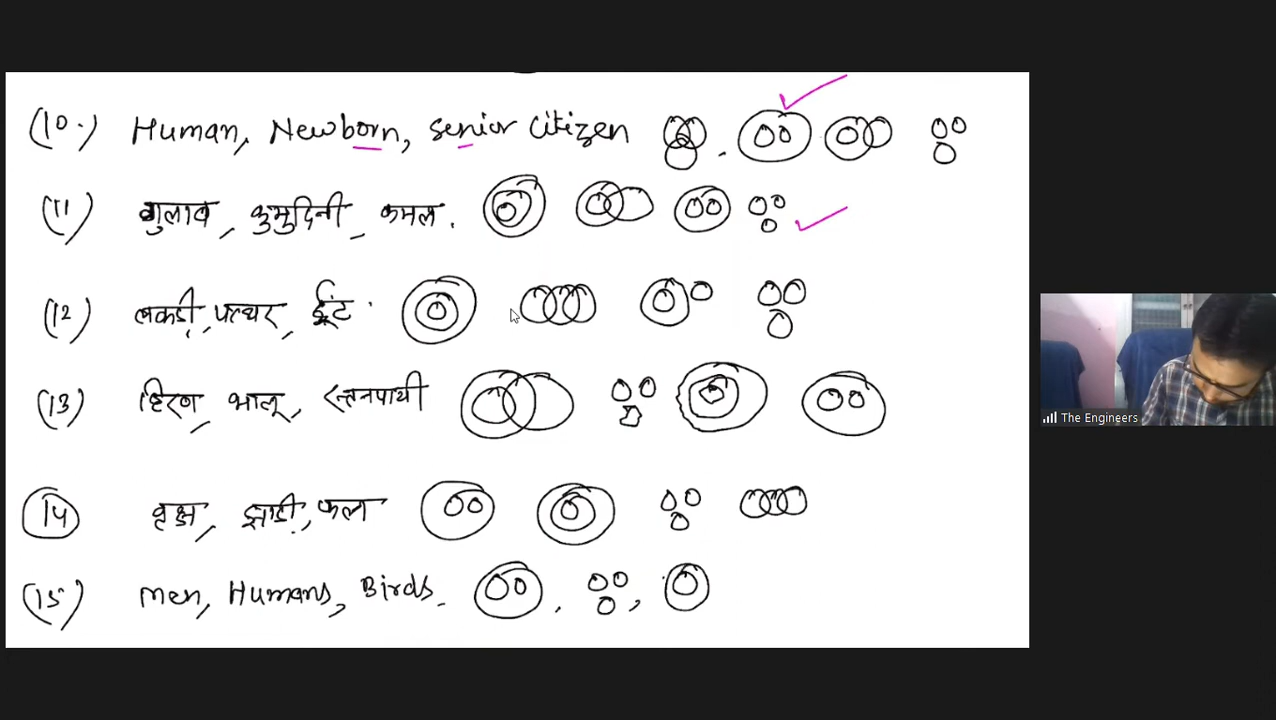 (10.) Human, Newborn, senior citizen
(11) गुलाब, कुमुदिनी, कमल.
(12) लकड़ी, पत्थर, ईंट
(13) हिरण, भालू, स्तनपायी
(14) वृक्ष, झाड़ी, फल
(15) men, Humans, Birds,
The Engineers